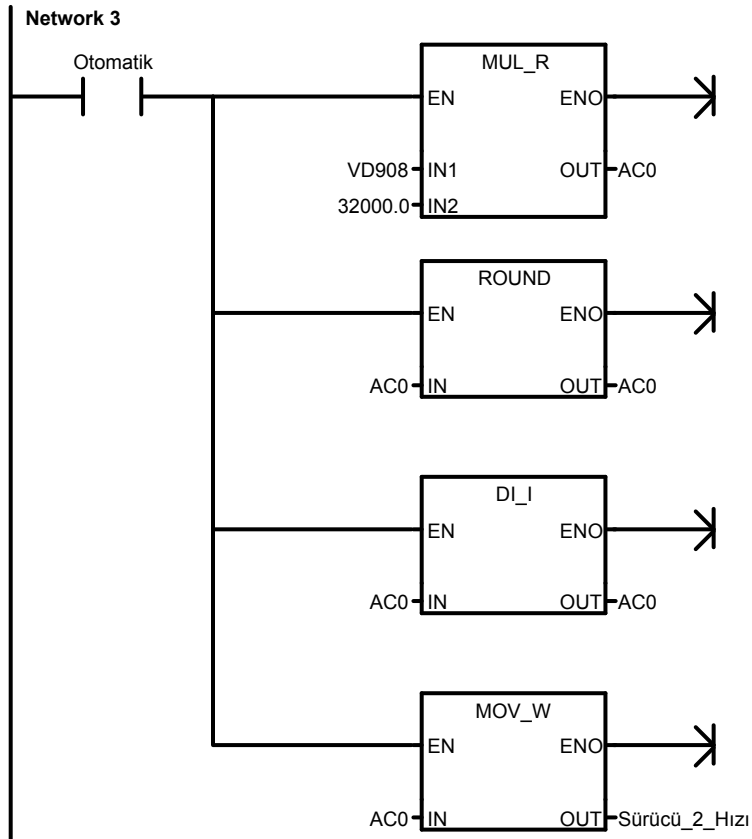 Network 3
Otomatik
MUL_R
EN ENO
VD908 IN1 OUT AC0
32000.0 IN2
ROUND
EN ENO
AC0 IN OUT AC0
DI_I
EN ENO
AC0 IN OUT AC0
MOV_W
EN ENO
AC0 IN OUT Sürücü_2_Hızı